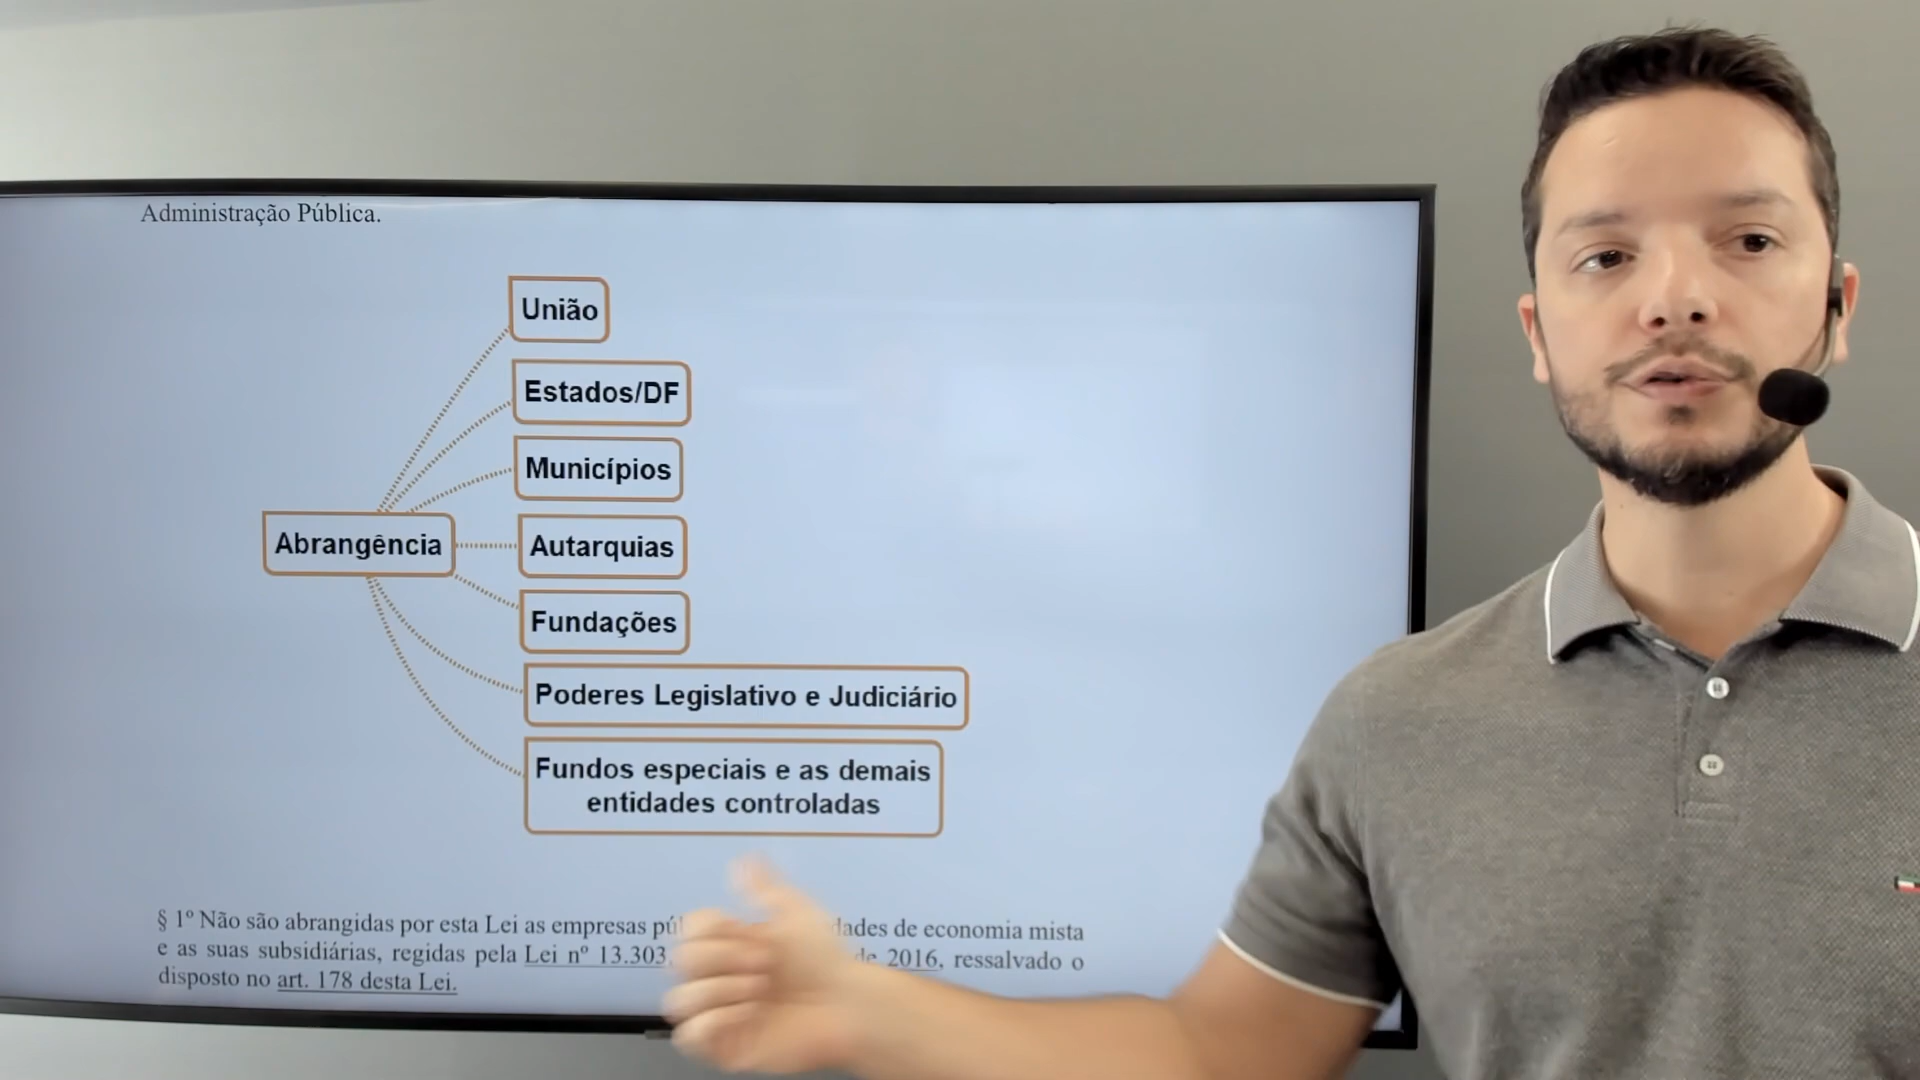 Administração Pública.
União
Estados/DF
Municípios
Abrangência
Autarquias
Fundações
Poderes Legislativo e Judiciário
Fundos especiais e as demais
entidades controladas
§ 1º Não são abrangidas por esta Lei as empresas de economia mista
e as suas subsidiárias, regidas pela Lei nº 13.303, de 2016, ressalvado o
disposto no art. 178 desta Lei.